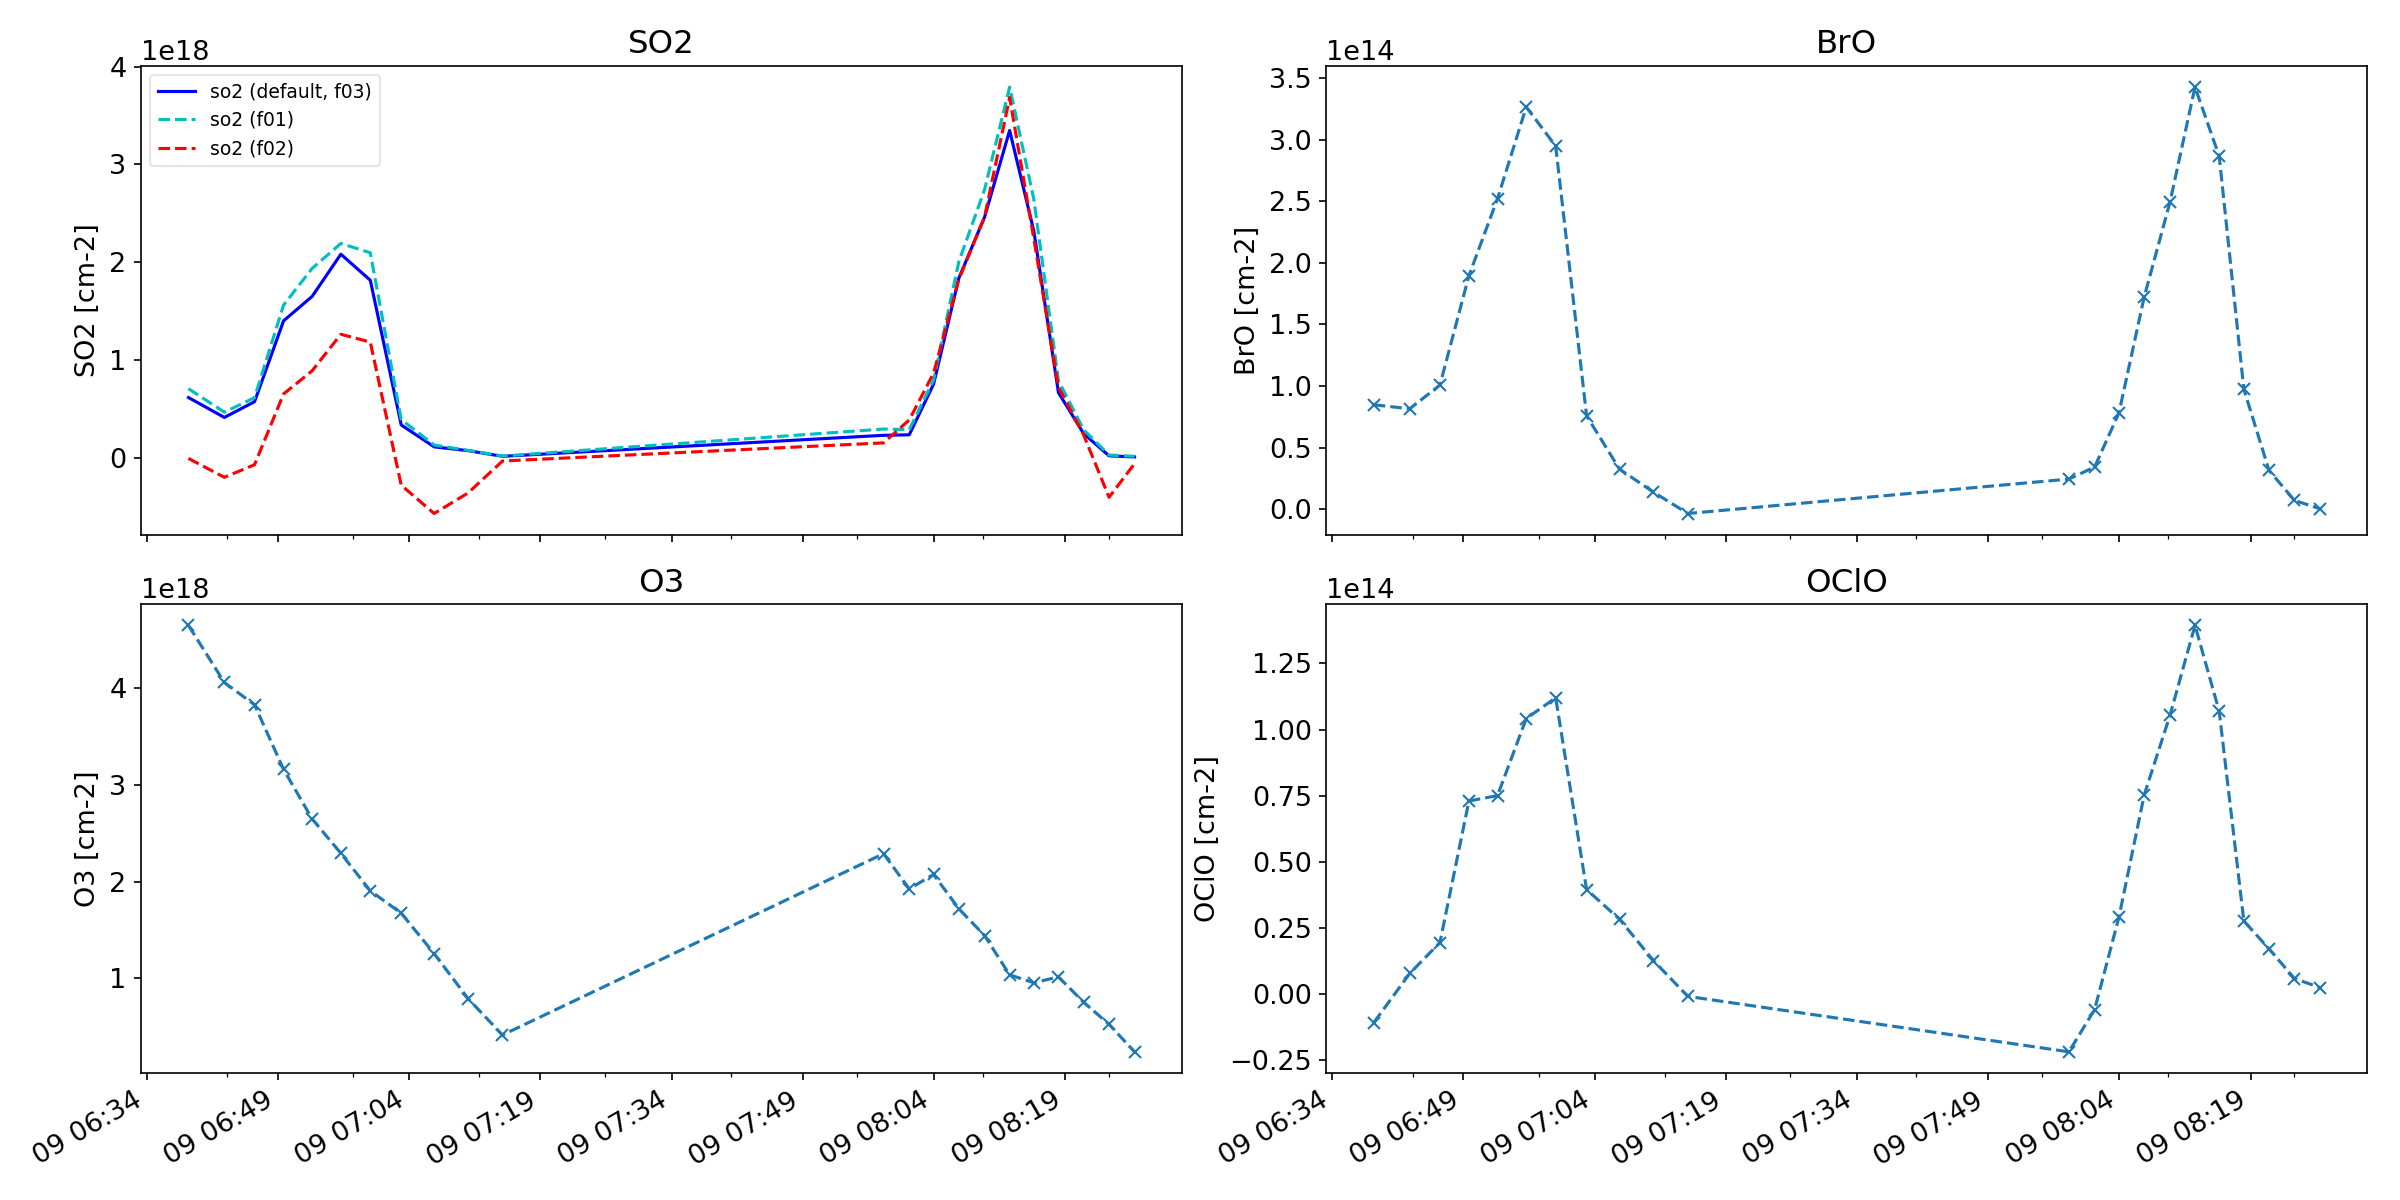 SO2
1e18
4
3
2
1
0
SO2 [cm-2]
so2 (default, f03)
so2 (f01)
so2 (f02)
BrO
1e14
3.5
3.0
2.5
2.0
1.5
1.0
0.5
0.0
BrO [cm-2]
O3
1e18
4
3
2
1
O3 [cm-2]
09 06:34
09 06:49
09 07:04
09 07:19
09 07:34
09 07:49
09 08:04
09 08:19
OClO
1e14
1.25
1.00
0.75
0.50
0.25
0.00
−0.25
OClO [cm-2]
09 06:34
09 06:49
09 07:04
09 07:19
09 07:34
09 07:49
09 08:04
09 08:19